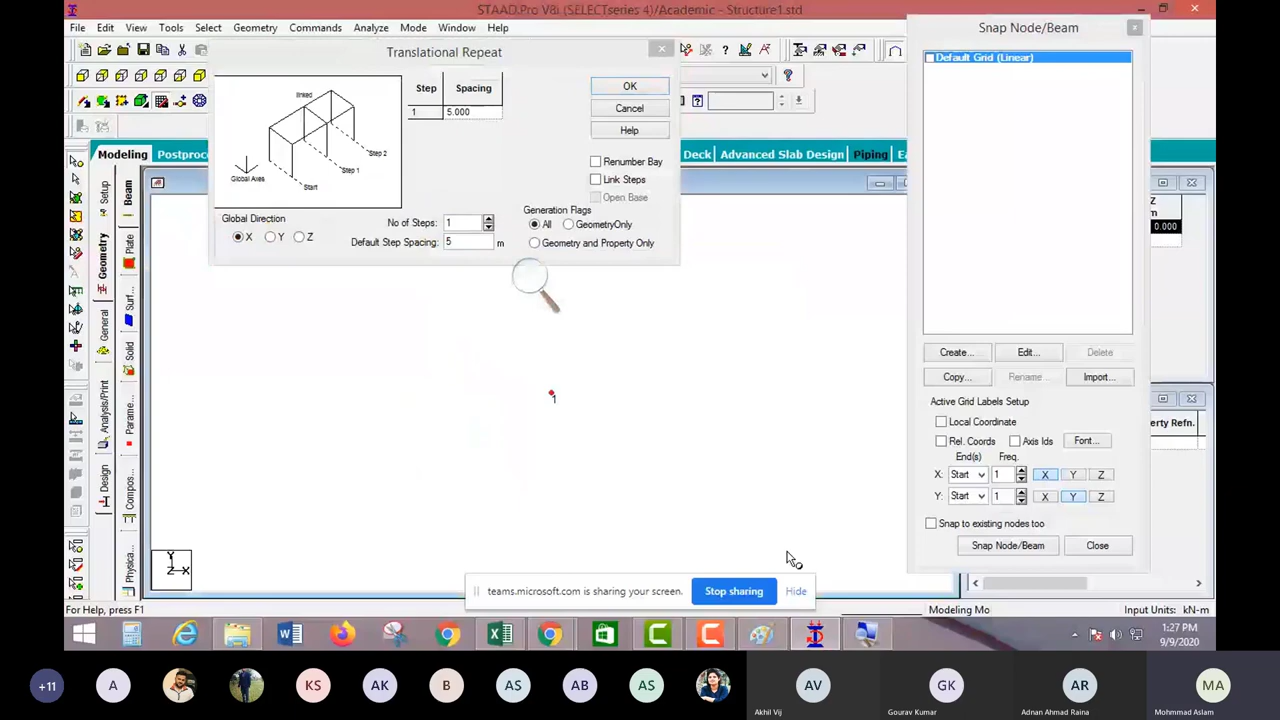 STAAD.Pro V8i (SELECTseries 4)/Academic - Structure1.std
File Edit View Tools Select Geometry Commands Analyze Mode Window Help
Translational Repeat
linked
Global Axes
Start
Step 1
Step 2
Step Spacing
1 5.000
OK
Cancel
Help
Renumber Bay
Link Steps
Open Base
Global Direction
X Y Z
No of Steps: 1
Default Step Spacing: 5 m
Generation Flags
All GeometryOnly
Geometry and Property Only
Modeling
Deck Advanced Slab Design Piping
Setup
Geometry
General
Analysis/Print
Design
Beam
Plate
Surf...
Solid
Parame...
Compos...
Physica...
Snap Node/Beam
Default Grid (Linear)
Create... Edit... Delete
Copy... Rename... Import...
Active Grid Labels Setup
Local Coordinate
Rel. Coords Axis Ids Font...
End(s) Freq.
X: Start 1 X Y Z
Y: Start 1 X Y Z
Snap to existing nodes too
Snap Node/Beam Close
Z
m
0.000
perty Refn.
1
Y
Z X
teams.microsoft.com is sharing your screen. Stop sharing Hide
For Help, press F1
Modeling Mo
Input Units: kN-m
1:27 PM
9/9/2020
+11 A KS AK B AS AB AS AV GK AR MA
Akhil Vij Gourav Kumar Adnan Ahmad Raina Mohmmad Aslam